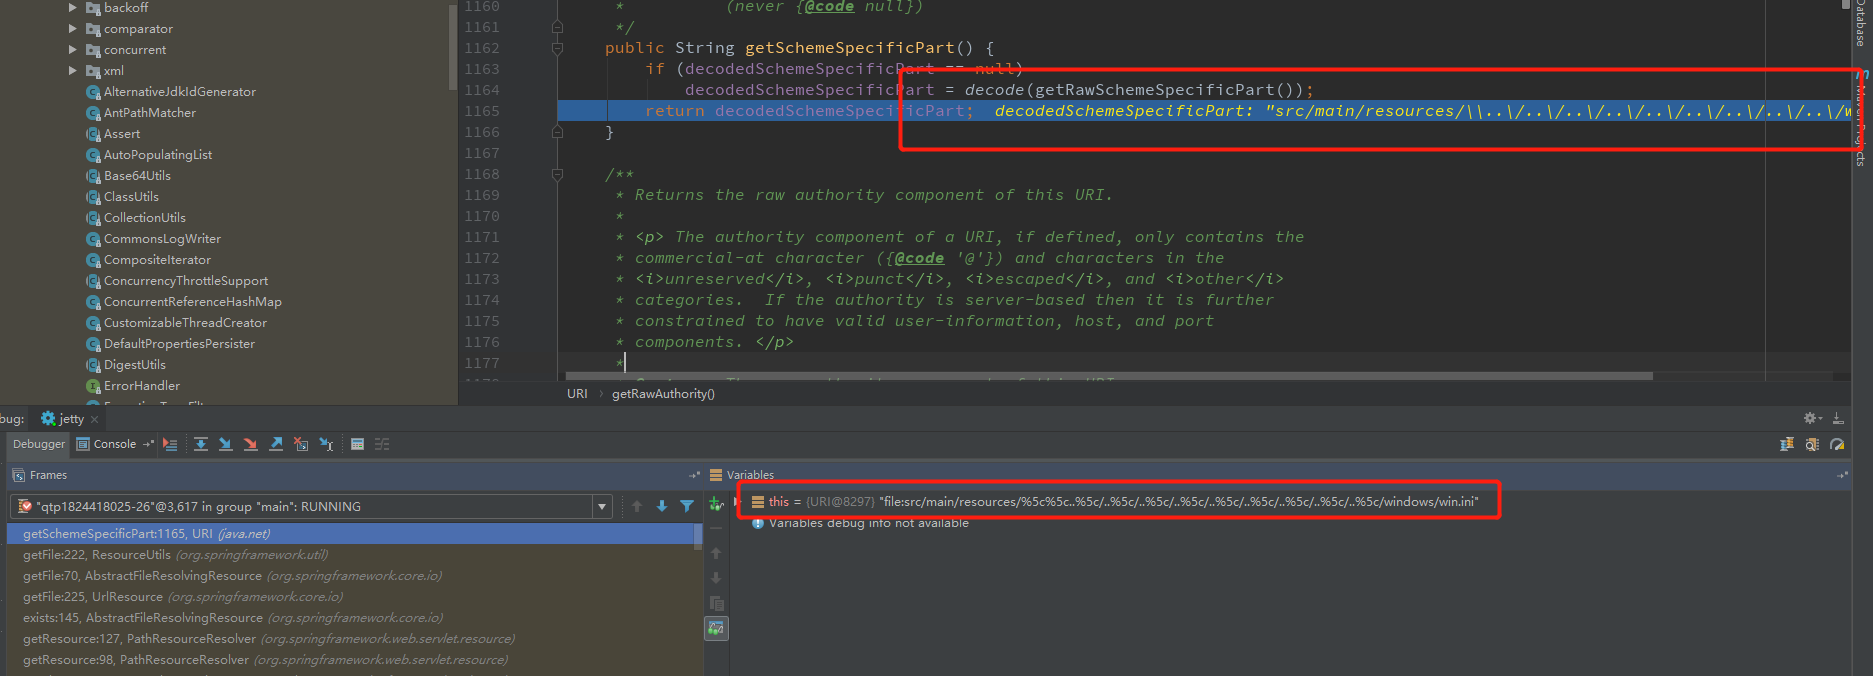 backoff
comparator
concurrent
xml
AlternativeJdkIdGenerator
AntPathMatcher
Assert
AutoPopulatingList
Base64Utils
ClassUtils
CollectionUtils
CommonsLogWriter
CompositeIterator
ConcurrencyThrottleSupport
ConcurrentReferenceHashMap
CustomizableThreadCreator
DefaultPropertiesPersister
DigestUtils
ErrorHandler
1160 * (never {@code null})
1161 */
1162 public String getSchemeSpecificPart() {
1163 if (decodedSchemeSpecificPart == null)
1164 decodedSchemeSpecificPart = decode(getRawSchemeSpecificPart());
1165 return decodedSchemeSpecificPart; decodedSchemeSpecificPart: "src/main/resources/\\..\/..\/..\/..\/..\/..\/..\/..\/..\/w
1166 }
1167
1168 /**
1169 * Returns the raw authority component of this URI.
1170 *
1171 * <p> The authority component of a URI, if defined, only contains the
1172 * commercial-at character ({@code '@'}) and characters in the
1173 * <i>unreserved</i>, <i>punct</i>, <i>escaped</i>, and <i>other</i>
1174 * categories. If the authority is server-based then it is further
1175 * constrained to have valid user-information, host, and port
1176 * components. </p>
1177 *
URI › getRawAuthority()
Database
bug: jetty
Debugger Console
Frames
"qtp1824418025-26"@3,617 in group "main": RUNNING
getSchemeSpecificPart:1165, URI (java.net)
getFile:222, ResourceUtils (org.springframework.util)
getFile:70, AbstractFileResolvingResource (org.springframework.core.io)
getFile:225, UrlResource (org.springframework.core.io)
exists:145, AbstractFileResolvingResource (org.springframework.core.io)
getResource:127, PathResourceResolver (org.springframework.web.servlet.resource)
getResource:98, PathResourceResolver (org.springframework.web.servlet.resource)
Variables
this = {URI@8297} "file:src/main/resources/%5c%5c..%5c/..%5c/..%5c/..%5c/..%5c/..%5c/..%5c/..%5c/..%5c/windows/win.ini"
Variables debug info not available